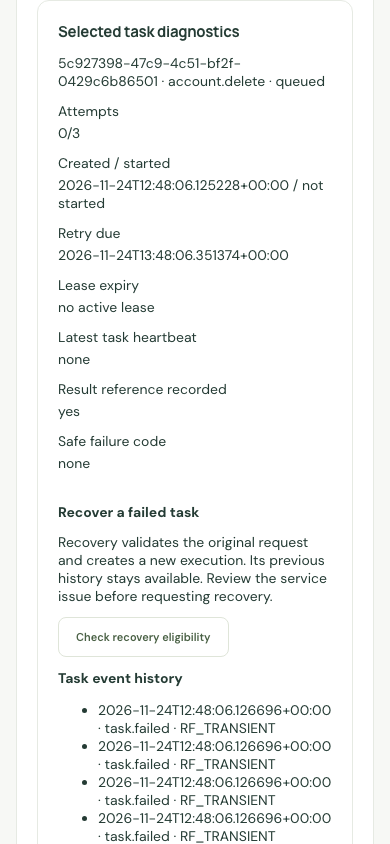 Selected task diagnostics
5c927398-47c9-4c51-bf2f-
0429c6b86501 · account.delete · queued
Attempts
0/3
Created / started
2026-11-24T12:48:06.125228+00:00 / not
started
Retry due
2026-11-24T13:48:06.351374+00:00
Lease expiry
no active lease
Latest task heartbeat
none
Result reference recorded
yes
Safe failure code
none
Recover a failed task
Recovery validates the original request
and creates a new execution. Its previous
history stays available. Review the service
issue before requesting recovery.
Check recovery eligibility
Task event history
• 2026-11-24T12:48:06.126696+00:00
· task.failed · RF_TRANSIENT
• 2026-11-24T12:48:06.126696+00:00
· task.failed · RF_TRANSIENT
• 2026-11-24T12:48:06.126696+00:00
· task.failed · RF_TRANSIENT
• 2026-11-24T12:48:06.126696+00:00
· task.failed · RF_TRANSIENT